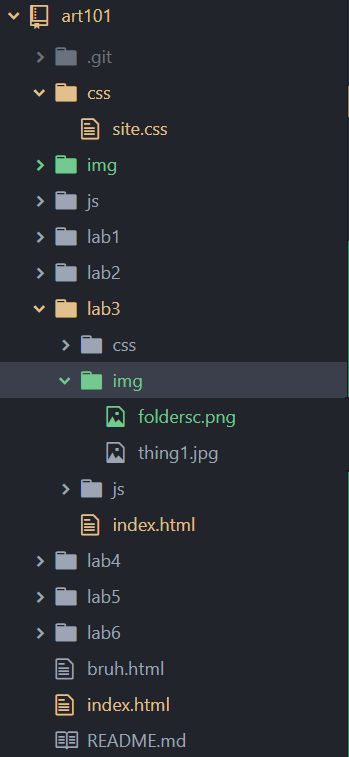 art101
.git
css
site.css
img
js
lab1
lab2
lab3
css
img
foldersc.png
thing1.jpg
js
index.html
lab4
lab5
lab6
bruh.html
index.html
README.md